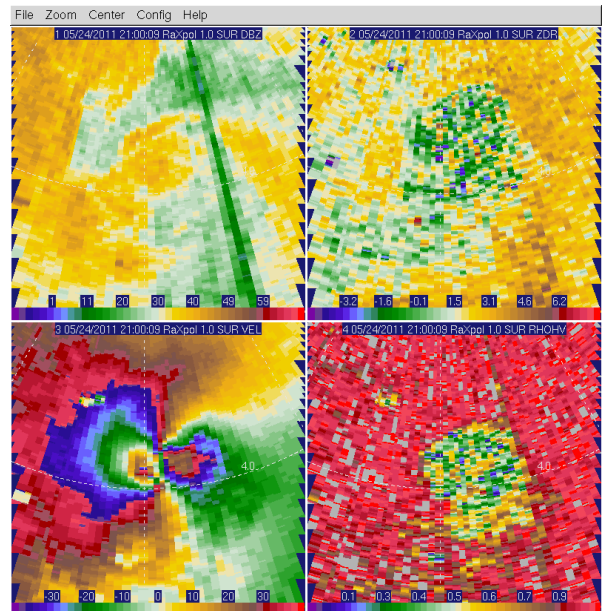 File Zoom Center Config Help
1 05/24/2011 21:00:09 RaXpol 1.0 SUR DBZ
2 05/24/2011 21:00:09 RaXpol 1.0 SUR ZDR
1 11 20 30 40 49 59
-3.2 -1.6 -0.1 1.5 3.1 4.6 6.2
3 05/24/2011 21:00:09 RaXpol 1.0 SUR VEL
4 05/24/2011 21:00:09 RaXpol 1.0 SUR RHOHV
4.0
4.0
-30 -20 -10 0 10 20 30
0.1 0.3 0.4 0.5 0.6 0.7 0.9